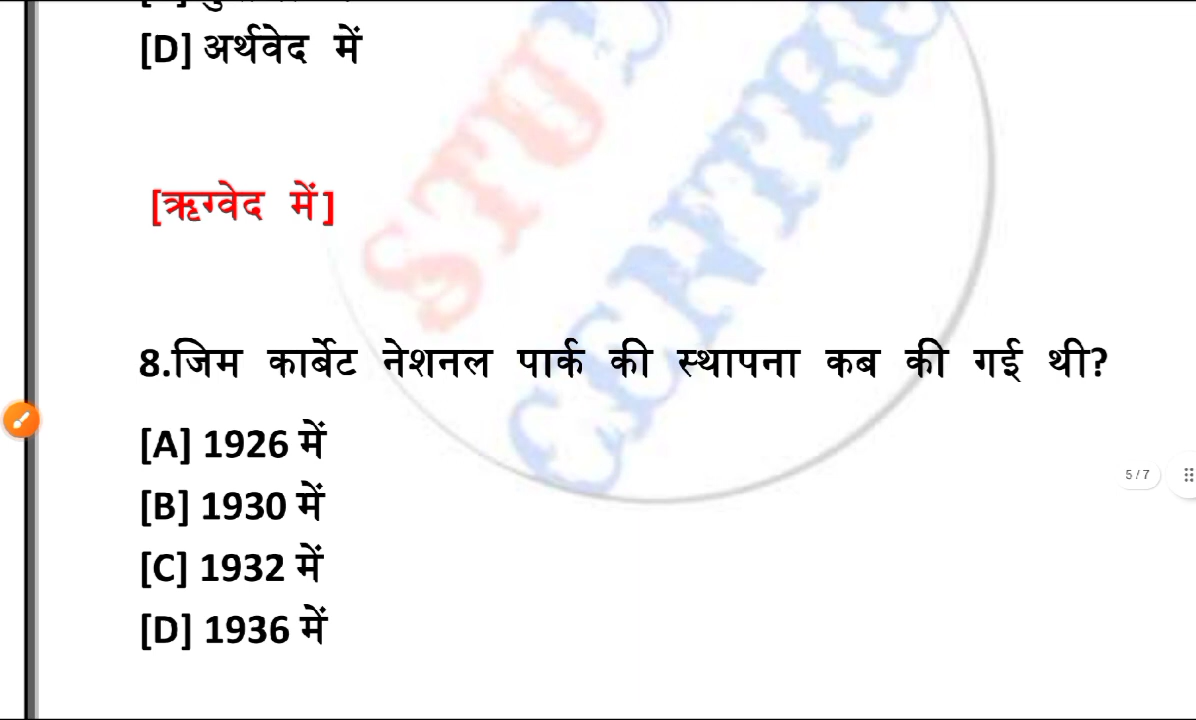 [D] अर्थवेद में
[ऋग्वेद में]
8.जिम कार्बेट नेशनल पार्क की स्थापना कब की गई थी?
[A] 1926 में
[B] 1930 में
[C] 1932 में
[D] 1936 में
5 / 7